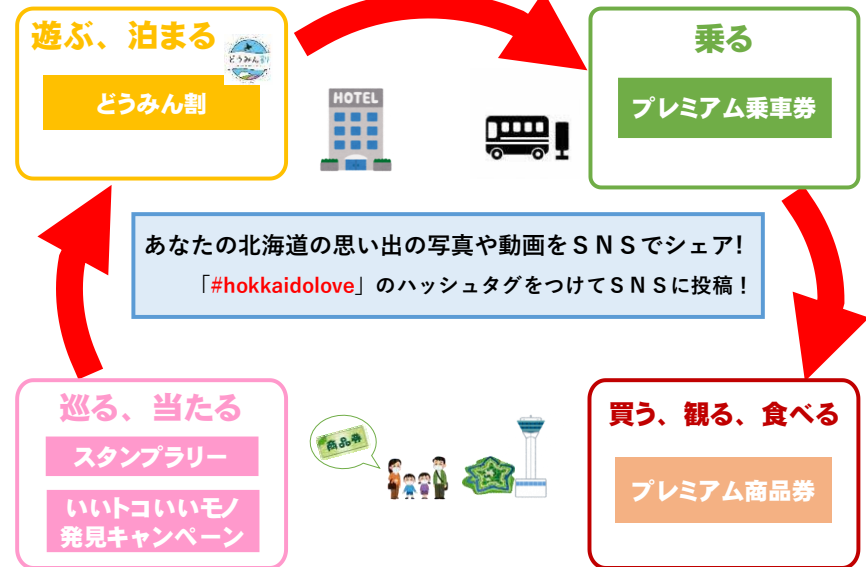 遊ぶ、泊まる
どうみん割
どうみん割
HOTEL
乗る
プレミアム乗車券
あなたの北海道の思い出の写真や動画をＳＮＳでシェア!
「#hokkaidolove」のハッシュタグをつけてＳＮＳに投稿！
巡る、当たる
スタンプラリー
いいトコいいモノ
発見キャンペーン
商品券
買う、観る、食べる
プレミアム商品券